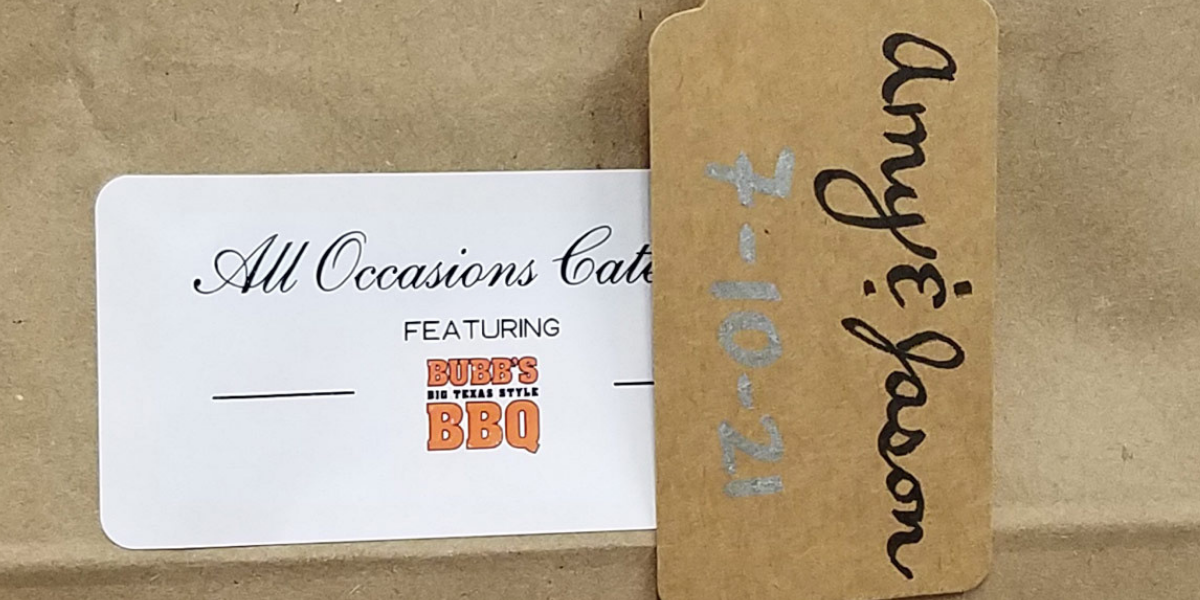 All Occasions Cate
FEATURING
BUBB'S
BIG TEXAS STYLE
BBQ
Amy & Jason
7-10-21